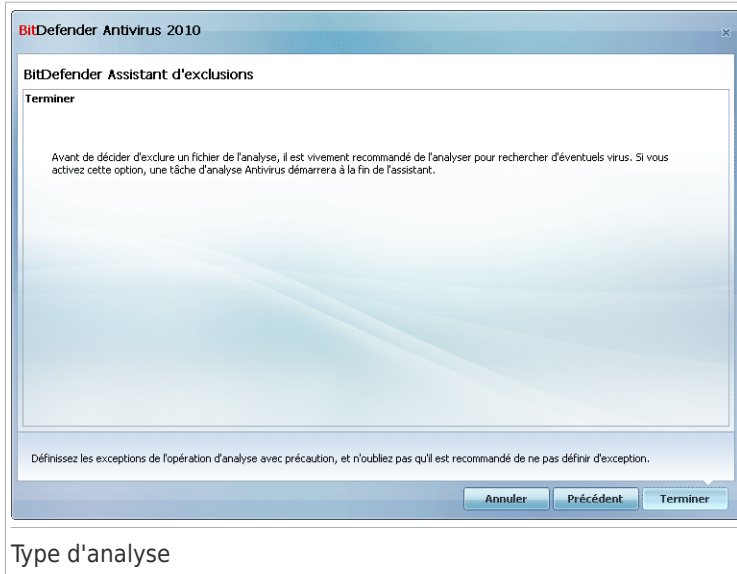 BitDefender Antivirus 2010
BitDefender Assistant d'exclusions
Terminer
Avant de décider d'exclure un fichier de l'analyse, il est vivement recommandé de l'analyser pour rechercher d'éventuels virus. Si vous
activez cette option, une tâche d'analyse Antivirus démarrera à la fin de l'assistant.
Définissez les exceptions de l'opération d'analyse avec précaution, et n'oubliez pas qu'il est recommandé de ne pas définir d'exception.
Annuler Précédent Terminer
Type d'analyse